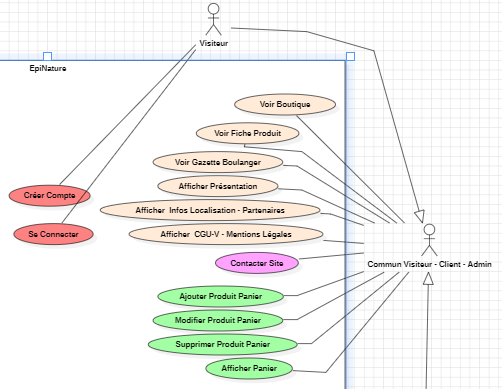 Visiteur
EpiNature
Voir Boutique
Voir Fiche Produit
Voir Gazette Boulanger
Afficher Présentation
Créer Compte
Afficher Infos Localisation - Partenaires
Se Connecter
Afficher CGU-V - Mentions Légales
Contacter Site
Commun Visiteur - Client - Admin
Ajouter Produit Panier
Modifier Produit Panier
Supprimer Produit Panier
Afficher Panier